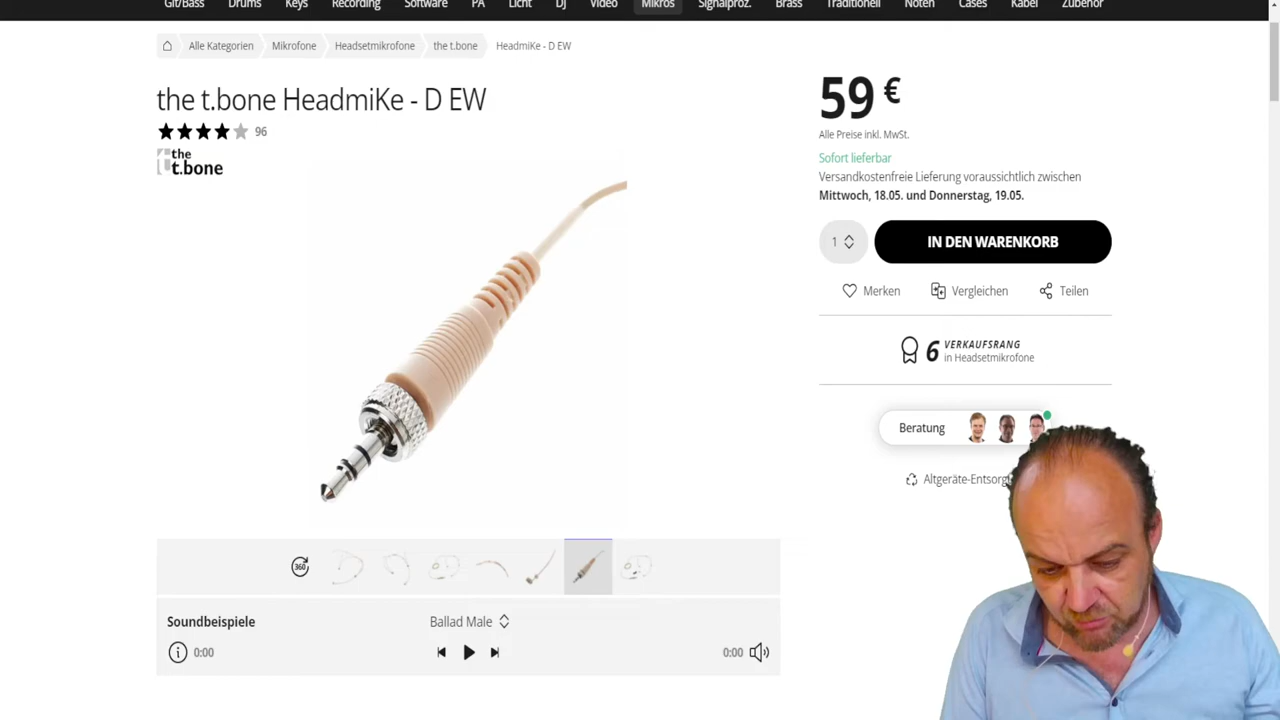 Git/Bass Drums Keys Recording Software PA Licht DJ Video Mikros Signalproz. Brass Traditionell Noten Cases Kabel Zubehör
Alle Kategorien Mikrofone Headsetmikrofone the t.bone HeadmiKe - D EW
the t.bone HeadmiKe - D EW
96
the
t.bone
59 €
Alle Preise inkl. MwSt.
Sofort lieferbar
Versandkostenfreie Lieferung voraussichtlich zwischen
Mittwoch, 18.05. und Donnerstag, 19.05.
1 IN DEN WARENKORB
Merken Vergleichen Teilen
6 VERKAUFSRANG
in Headsetmikrofone
Beratung
Altgeräte-Entsorg
360
Soundbeispiele Ballad Male
0:00 0:00